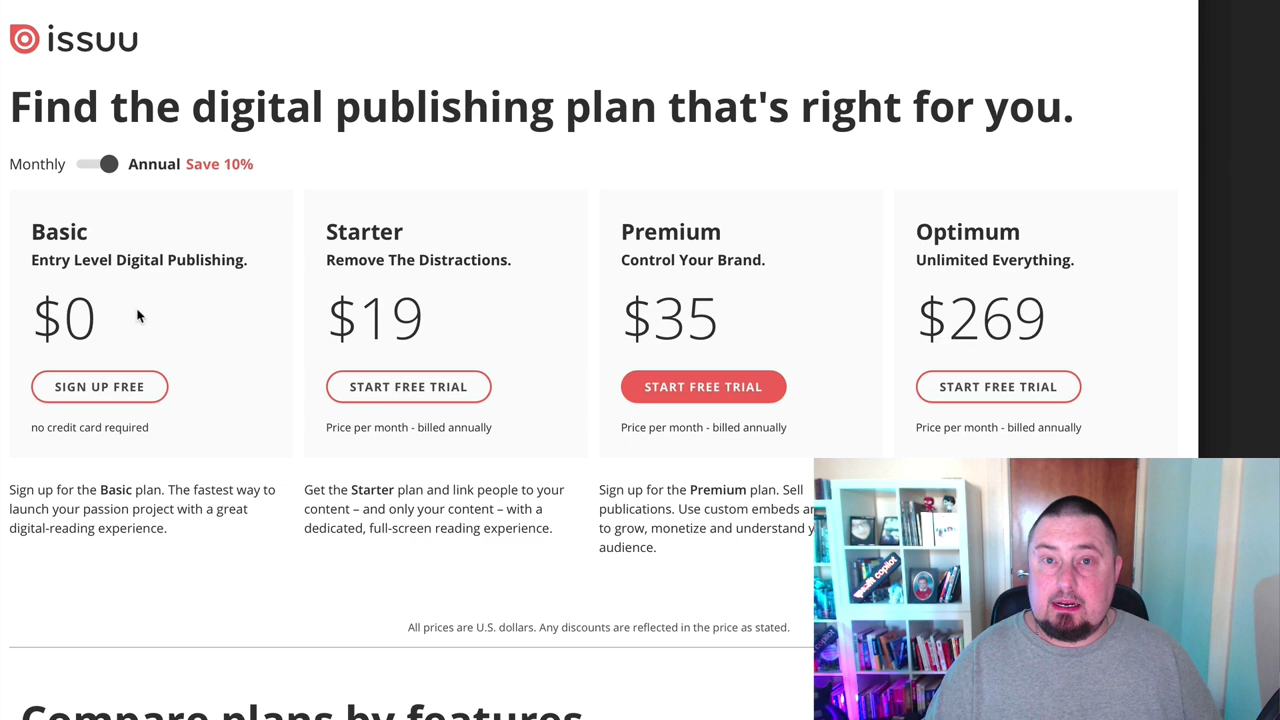 issuu
Find the digital publishing plan that's right for you.
Monthly Annual Save 10%
Basic
Entry Level Digital Publishing.
$0
SIGN UP FREE
no credit card required
Starter
Remove The Distractions.
$19
START FREE TRIAL
Price per month - billed annually
Premium
Control Your Brand.
$35
START FREE TRIAL
Price per month - billed annually
Optimum
Unlimited Everything.
$269
START FREE TRIAL
Price per month - billed annually
Sign up for the Basic plan. The fastest way to
launch your passion project with a great
digital-reading experience.
Get the Starter plan and link people to your
content – and only your content – with a
dedicated, full-screen reading experience.
Sign up for the Premium plan. Sell
publications. Use custom embeds
to grow, monetize and understand
audience.
All prices are U.S. dollars. Any discounts are reflected in the price as stated.
Compare plans by features
copilot